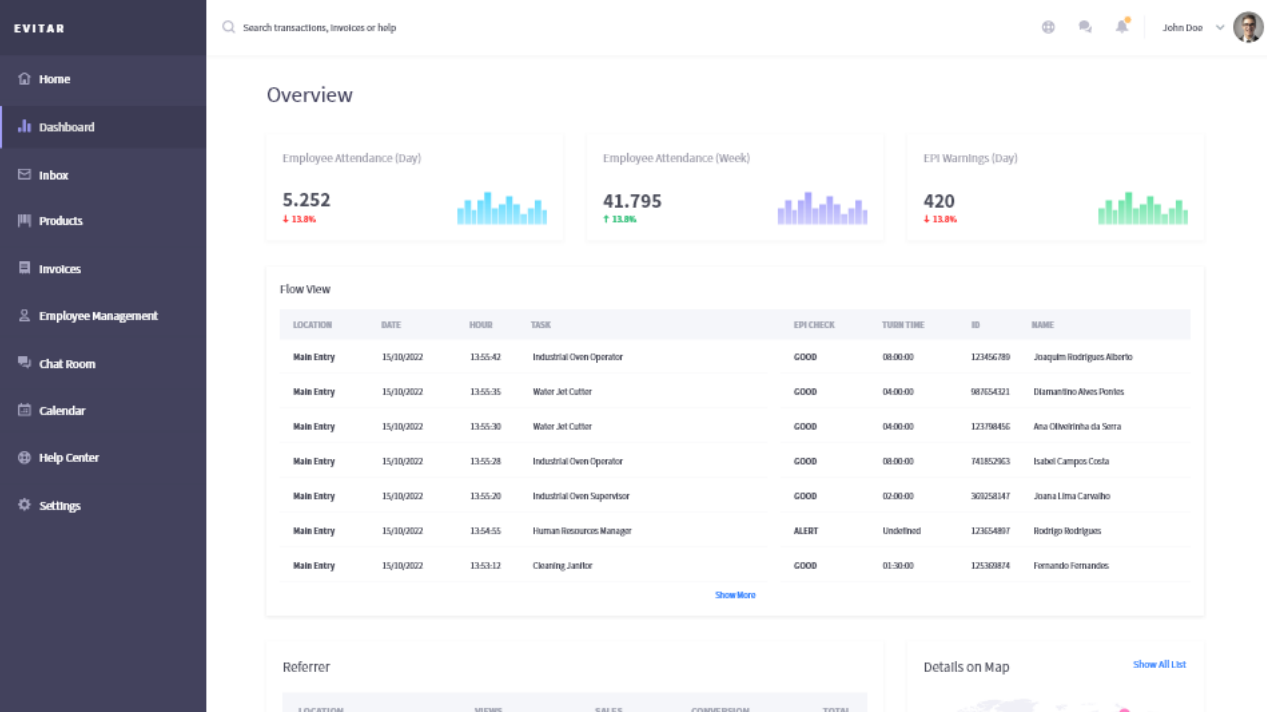 EVITAR
Search transactions, invoices or help
John Doe
Home
Dashboard
Inbox
Products
Invoices
Employee Management
Chat Room
Calendar
Help Center
Settings
Overview
Employee Attendance (Day)
5.252
↓ 13.8%
Employee Attendance (Week)
41.795
↑ 13.8%
EPI Warnings (Day)
420
↓ 13.8%
Flow View
LOCATION DATE HOUR TASK EPI CHECK TURN TIME ID NAME
Main Entry 15/10/2022 13:55:42 Industrial Oven Operator GOOD 08:00:00 123456789 Joaquim Rodrigues Alberto
Main Entry 15/10/2022 13:55:35 Water Jet Cutter GOOD 04:00:00 987654321 Diamantino Alves Pontes
Main Entry 15/10/2022 13:55:30 Water Jet Cutter GOOD 04:00:00 123798456 Ana Oliveirinha da Serra
Main Entry 15/10/2022 13:55:28 Industrial Oven Operator GOOD 08:00:00 741852963 Isabel Campos Costa
Main Entry 15/10/2022 13:55:20 Industrial Oven Supervisor GOOD 02:00:00 369258147 Joana Lima Carvalho
Main Entry 15/10/2022 13:54:55 Human Resources Manager ALERT Undefined 123654897 Rodrigo Rodrigues
Main Entry 15/10/2022 13:53:12 Cleaning Janitor GOOD 01:30:00 125369874 Fernando Fernandes
Show More
Referrer
LOCATION VIEWS SALES CONVERSION TOTAL
Details on Map
Show All List